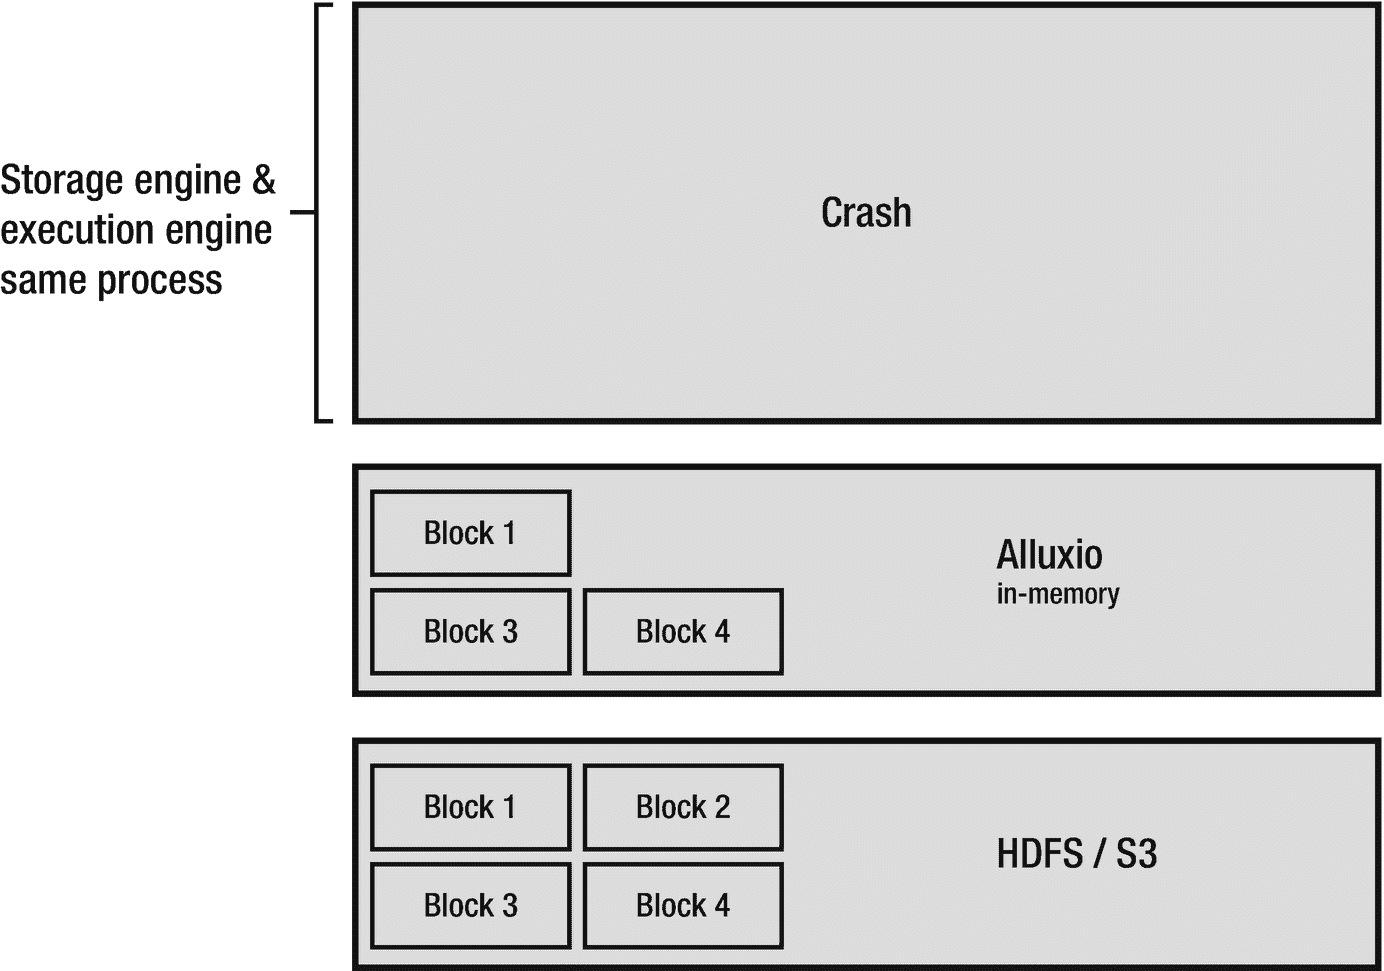 Storage engine &
execution engine
same process
Crash
Block 1
Block 3
Block 4
Alluxio
in-memory
Block 1
Block 2
Block 3
Block 4
HDFS / S3